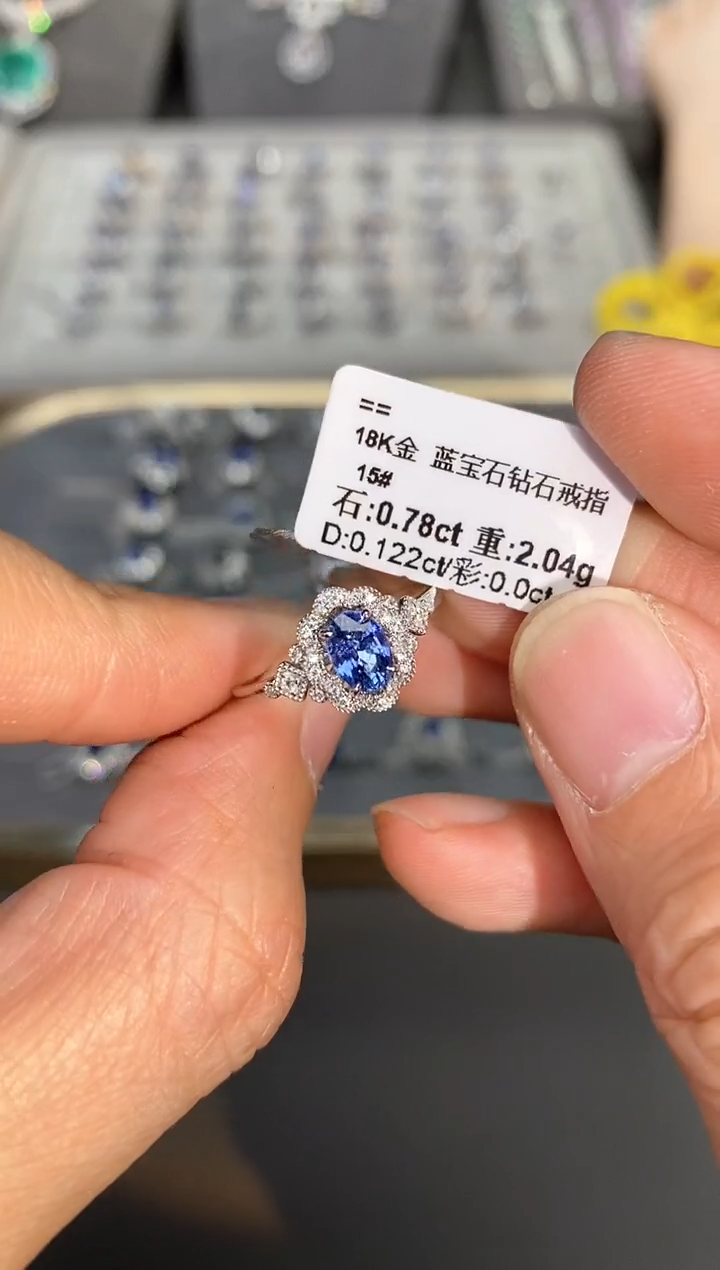 ==
18K金 蓝宝石钻石戒指
15#
石:0.78ct 重:2.04g
D:0.122ct/彩:0.0ct